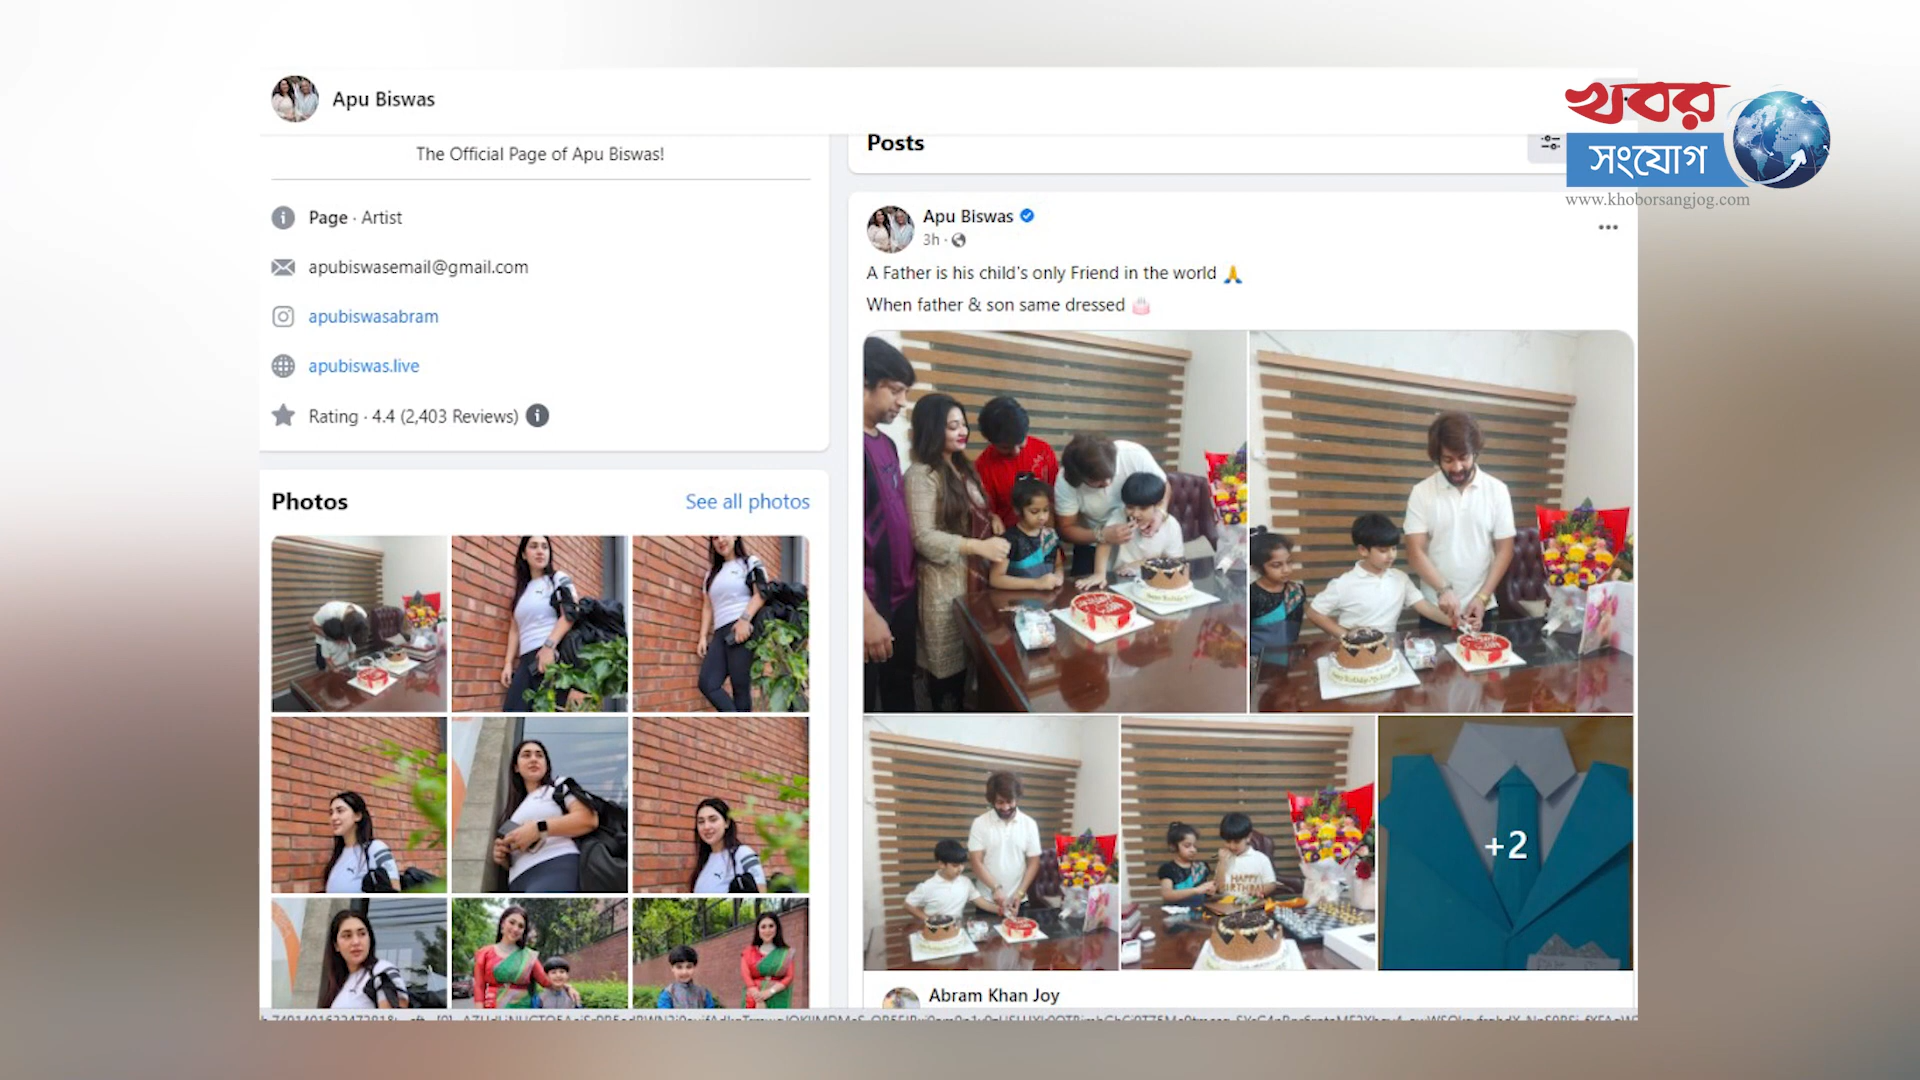 Apu Biswas
The Official Page of Apu Biswas!
Page · Artist
apubiswasemail@gmail.com
apubiswasabram
apubiswas.live
Rating · 4.4 (2,403 Reviews)
Photos
See all photos
Posts
Apu Biswas
3h ·
A Father is his child's only Friend in the world 🙏
When father & son same dressed 🎂
HAPPY
BIRTHDAY
+2
Abram Khan Joy
খবর
সংযোগ
www.khoborsangjog.com